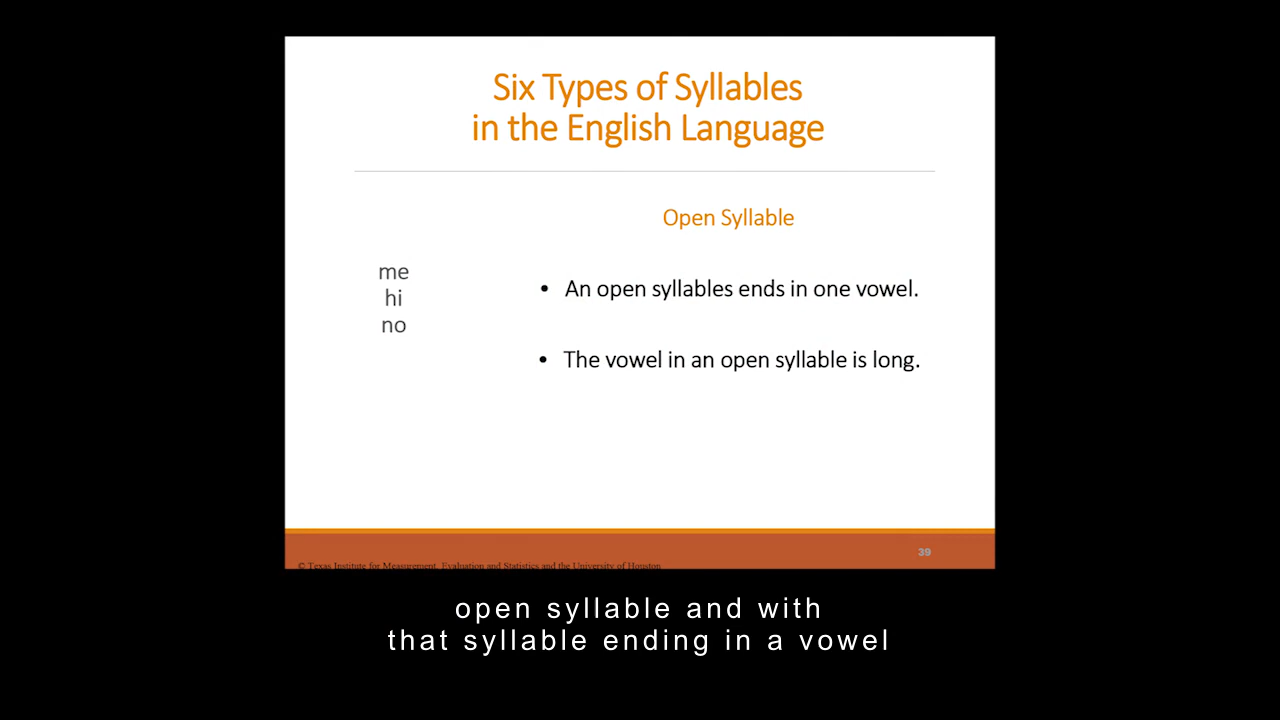 Six Types of Syllables
in the English Language
Open Syllable
me
hi
no
• An open syllables ends in one vowel.
• The vowel in an open syllable is long.
39
© Texas Institute for Measurement, Evaluation and Statistics and the University of Houston
open syllable and with
that syllable ending in a vowel